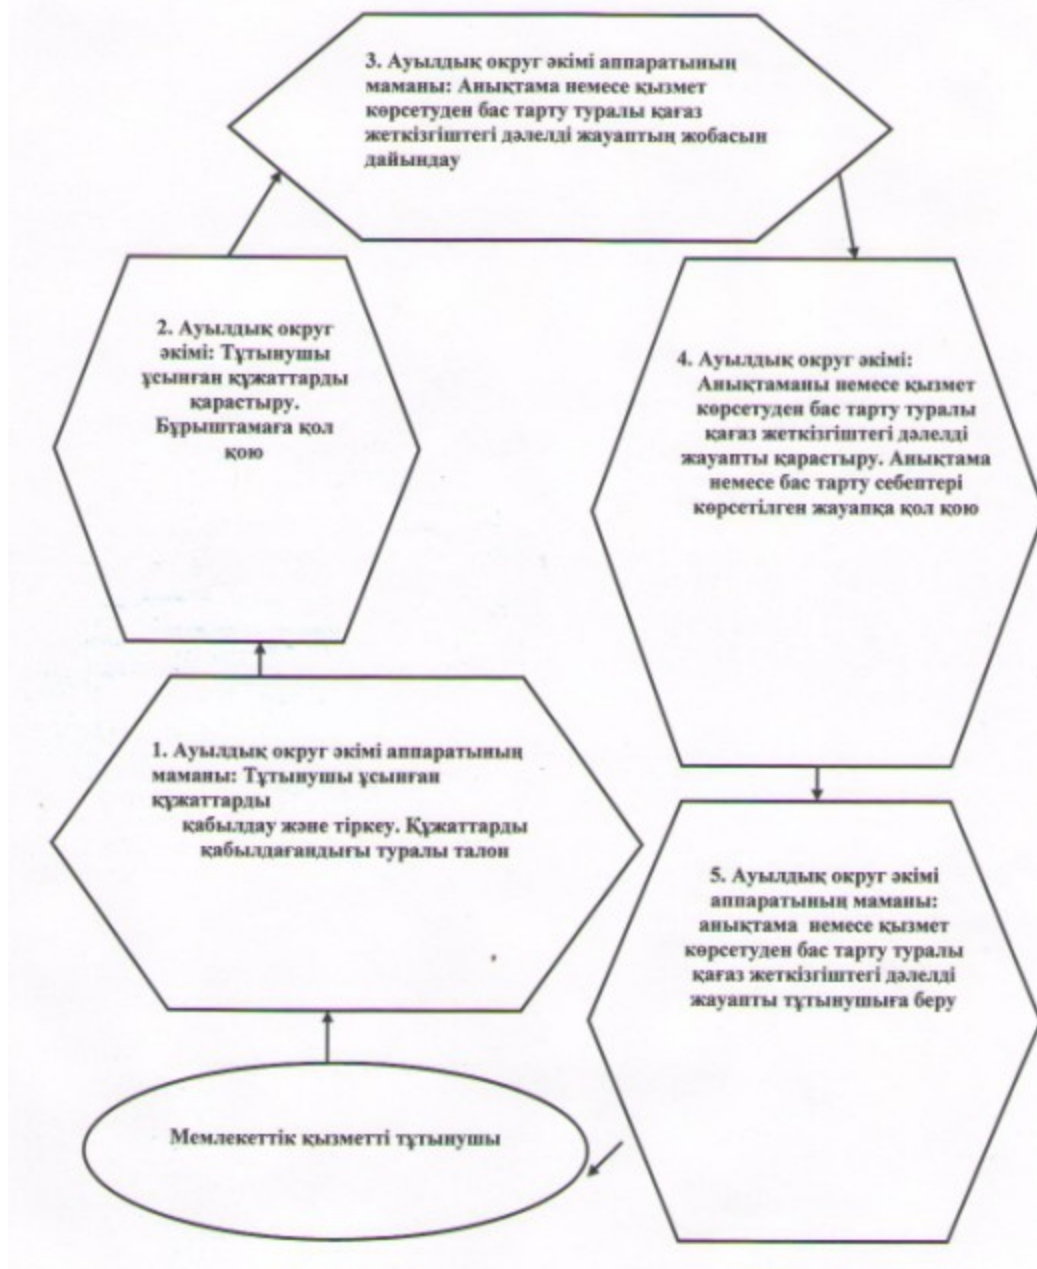 3. Ауылдық округ әкімі аппаратының
маманы: Анықтама немесе қызмет
көрсетуден бас тарту туралы қағаз
жеткізгіштегі дәлелді жауаптың жобасын
дайындау
2. Ауылдық округ
әкімі: Тұтынушы
ұсынған құжаттарды
қарастыру.
Бұрыштамаға қол
қою
4. Ауылдық округ әкімі:
Анықтаманы немесе қызмет
көрсетуден бас тарту туралы
қағаз жеткізгіштегі дәлелді
жауапты қарастыру. Анықтама
немесе бас тарту себептері
көрсетілген жауапқа қол қою
1. Ауылдық округ әкімі аппаратының
маманы: Тұтынушы ұсынған
құжаттарды
қабылдау және тіркеу. Құжаттарды
қабылдағандығы туралы талон
5. Ауылдық округ әкімі
аппаратының маманы:
анықтама немесе қызмет
көрсетуден бас тарту туралы
қағаз жеткізгіштегі дәлелді
жауапты тұтынушыға беру
Мемлекеттік қызметті тұтынушы